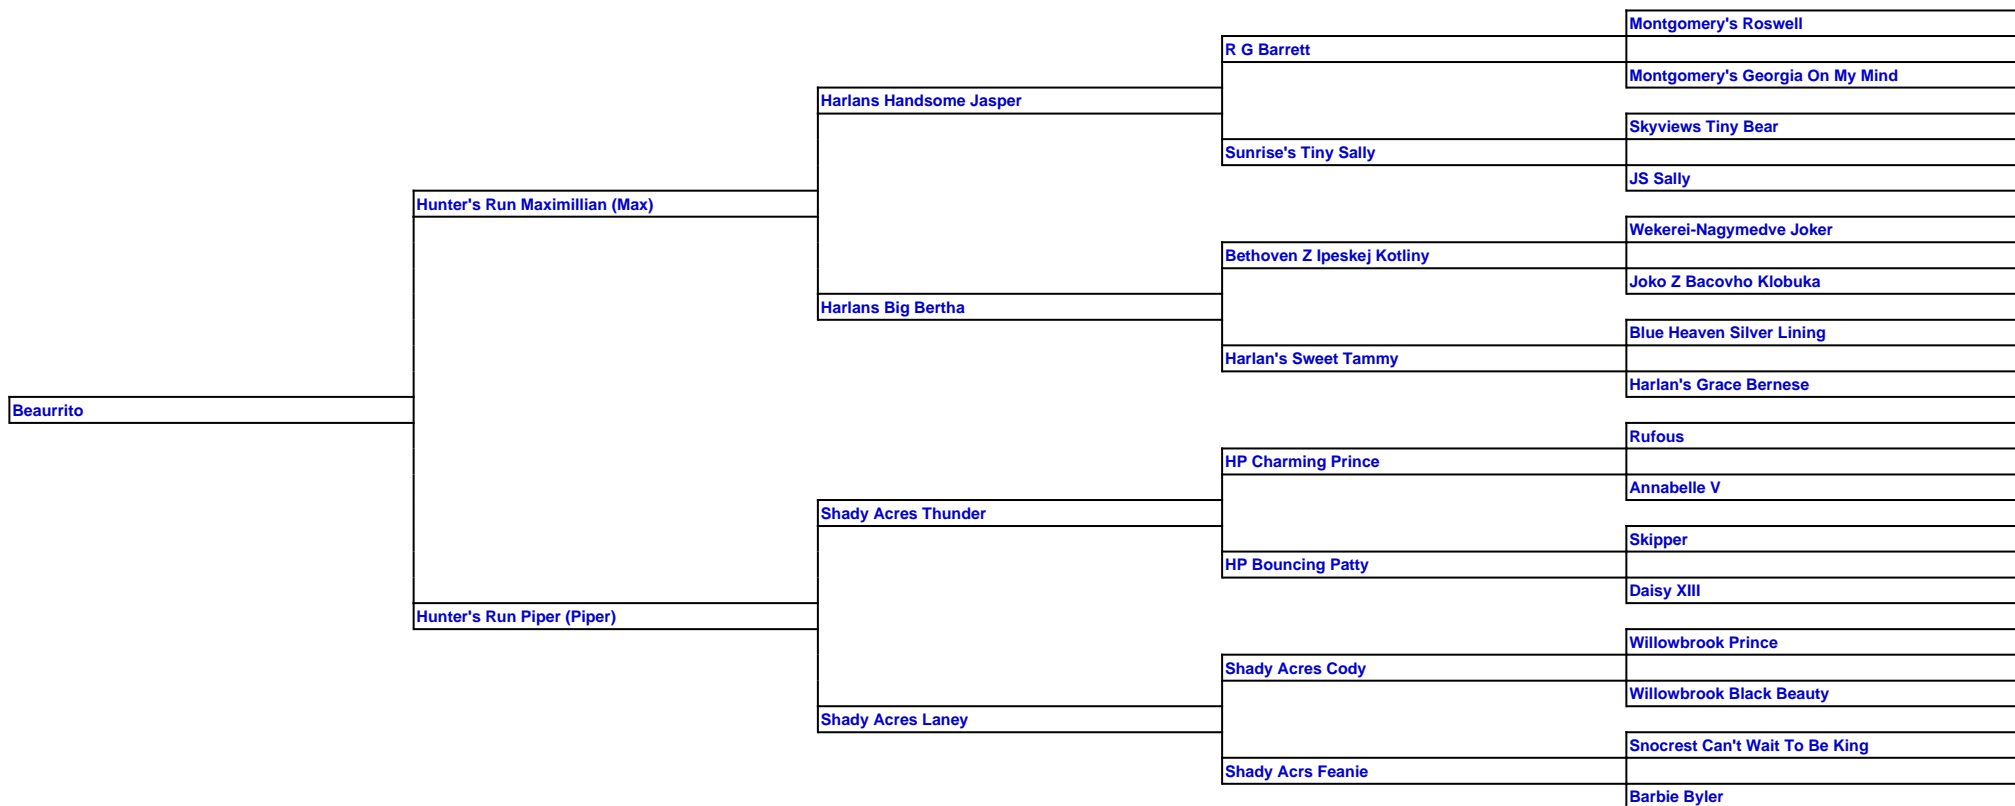 Montgomery's Roswell
R G Barrett
Montgomery's Georgia On My Mind
Harlans Handsome Jasper
Skyviews Tiny Bear
Sunrise's Tiny Sally
JS Sally
Hunter's Run Maximillian (Max)
Wekerei-Nagymedve Joker
Bethoven Z Ipeskej Kotliny
Joko Z Bacovho Klobuka
Harlans Big Bertha
Blue Heaven Silver Lining
Harlan's Sweet Tammy
Harlan's Grace Bernese
Beaurrito
Rufous
HP Charming Prince
Annabelle V
Shady Acres Thunder
Skipper
HP Bouncing Patty
Daisy XIII
Hunter's Run Piper (Piper)
Willowbrook Prince
Shady Acres Cody
Willowbrook Black Beauty
Shady Acres Laney
Snocrest Can't Wait To Be King
Shady Acrs Feanie
Barbie Byler